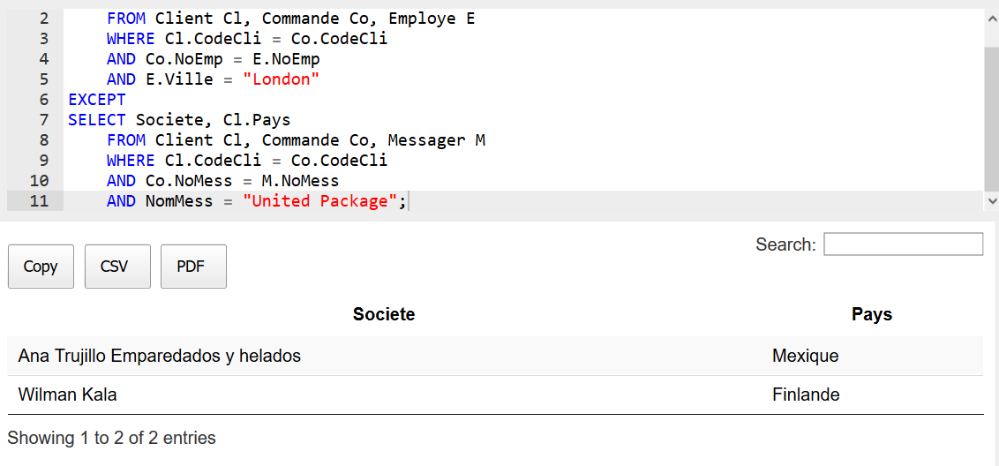 2 FROM Client Cl, Commande Co, Employe E
3 WHERE Cl.CodeCli = Co.CodeCli
4 AND Co.NoEmp = E.NoEmp
5 AND E.Ville = "London"
6 EXCEPT
7 SELECT Societe, Cl.Pays
8 FROM Client Cl, Commande Co, Messager M
9 WHERE Cl.CodeCli = Co.CodeCli
10 AND Co.NoMess = M.NoMess
11 AND NomMess = "United Package";
Search:
Copy CSV PDF
Societe Pays
Ana Trujillo Emparedados y helados Mexique
Wilman Kala Finlande
Showing 1 to 2 of 2 entries